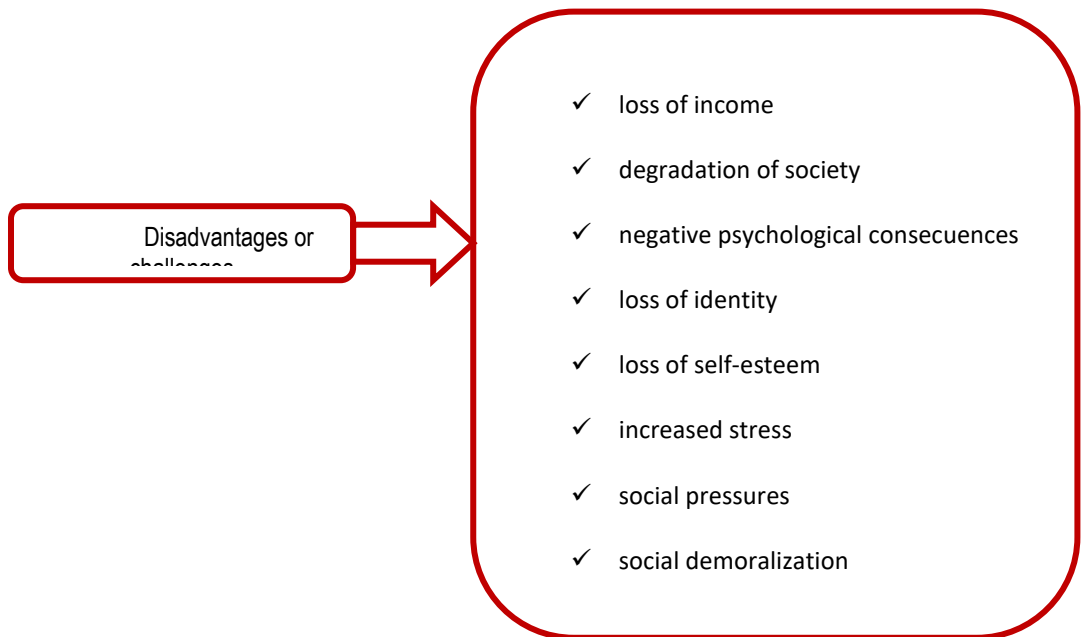 Disadvantages or
challenges
✓ loss of income
✓ degradation of society
✓ negative psychological consecuences
✓ loss of identity
✓ loss of self-esteem
✓ increased stress
✓ social pressures
✓ social demoralization